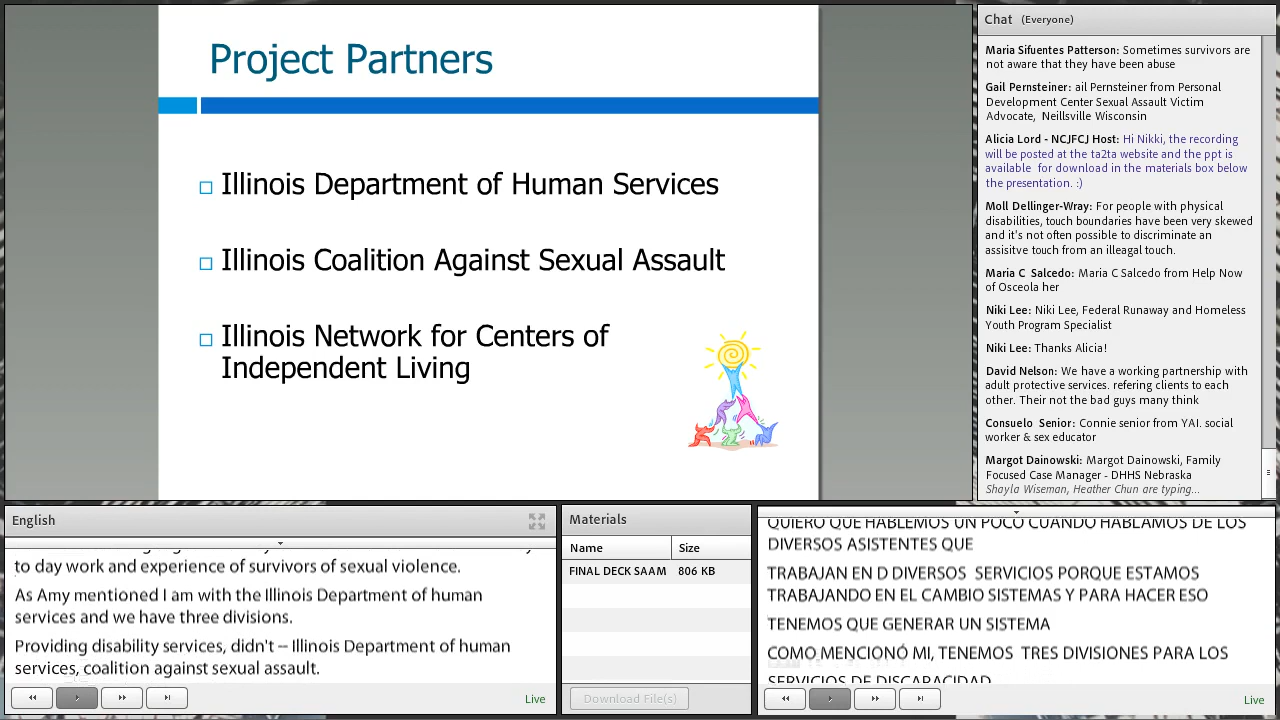 Project Partners
Illinois Department of Human Services
Illinois Coalition Against Sexual Assault
Illinois Network for Centers of
Independent Living
Chat (Everyone)
Maria Sifuentes Patterson: Sometimes survivors are
not aware that they have been abuse
Gail Pernsteiner: ail Pernsteiner from Personal
Development Center Sexual Assault Victim
Advocate, Neillsville Wisconsin
Alicia Lord - NCJFCJ Host: Hi Nikki, the recording
will be posted at the ta2ta website and the ppt is
available for download in the materials box below
the presentation. :)
Moll Dellinger-Wray: For people with physical
disabilities, touch boundaries have been very skewed
and it's not often possible to discriminate an
assisitve touch from an illeagal touch.
Maria C Salcedo: Maria C Salcedo from Help Now
of Osceola her
Niki Lee: Niki Lee, Federal Runaway and Homeless
Youth Program Specialist
Niki Lee: Thanks Alicia!
David Nelson: We have a working partnership with
adult protective services. refering clients to each
other. Their not the bad guys many think
Consuelo Senior: Connie senior from YAI. social
worker & sex educator
Margot Dainowski: Margot Dainowski, Family
Focused Case Manager - DHHS Nebraska
Shayla Wiseman, Heather Chun are typing...
English
to day work and experience of survivors of sexual violence.
As Amy mentioned I am with the Illinois Department of human
services and we have three divisions.
Providing disability services, didn't -- Illinois Department of human
services, coalition against sexual assault.
Live
Materials
Name Size
FINAL DECK SAAM 806 KB
Download File(s)
QUIERO QUE HABLEMOS UN POCO CUANDO HABLAMOS DE LOS
DIVERSOS ASISTENTES QUE
TRABAJAN EN D DIVERSOS SERVICIOS PORQUE ESTAMOS
TRABAJANDO EN EL CAMBIO SISTEMAS Y PARA HACER ESO
TENEMOS QUE GENERAR UN SISTEMA
COMO MENCIONÓ MI, TENEMOS TRES DIVISIONES PARA LOS
SERVICIOS DE DISCAPACIDAD
Live